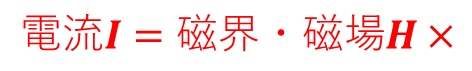 電流I = 磁界・磁場H ×